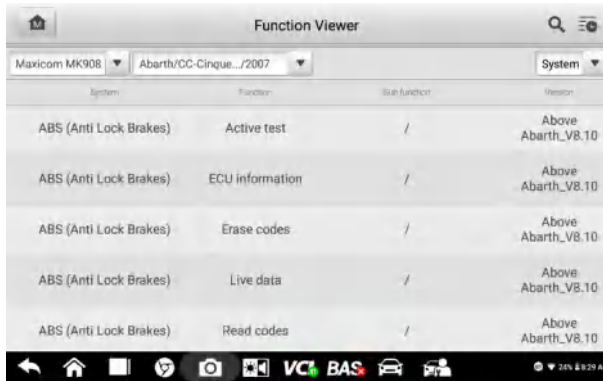 Function Viewer
Maxicom MK908 Abarth/CC-Cinque.../2007 System
System Function Sub function Version
ABS (Anti Lock Brakes) Active test / Above
Abarth_V8.10
ABS (Anti Lock Brakes) ECU information / Above
Abarth_V8.10
ABS (Anti Lock Brakes) Erase codes / Above
Abarth_V8.10
ABS (Anti Lock Brakes) Live data / Above
Abarth_V8.10
ABS (Anti Lock Brakes) Read codes / Above
Abarth_V8.10
VCI BAS 24% 8:29 A